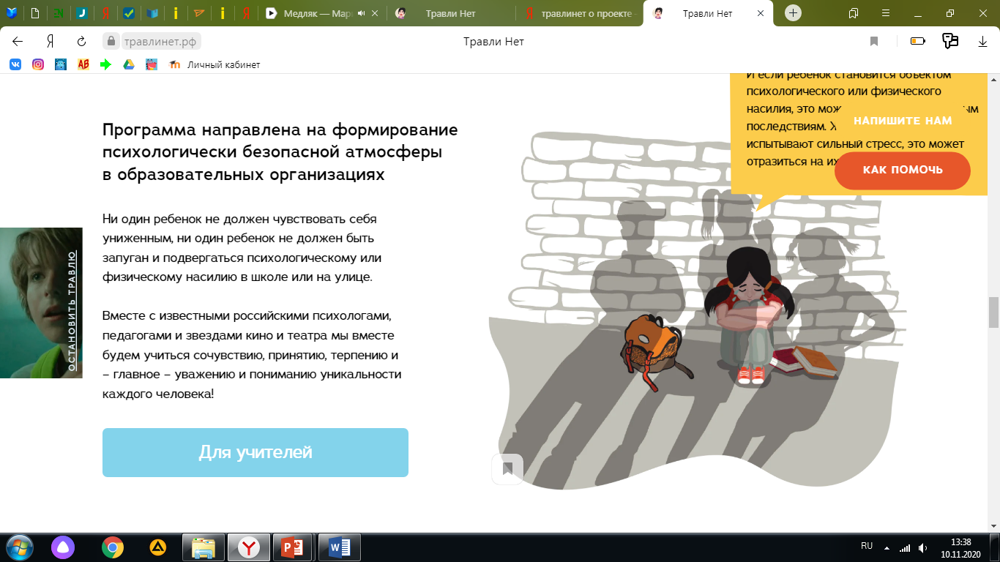 Медляк — Мари
Травли Нет
травлинет о проекте
Травли Нет
травлинет.рф
Травли Нет
Личный кабинет
Программа направлена на формирование
психологически безопасной атмосферы
в образовательных организациях
Ни один ребенок не должен чувствовать себя
униженным, ни один ребенок не должен быть
запуган и подвергаться психологическому или
физическому насилию в школе или на улице.
Вместе с известными российскими психологами,
педагогами и звездами кино и театра мы вместе
будем учиться сочувствию, принятию, терпению и
– главное – уважению и пониманию уникальности
каждого человека!
Для учителей
ОСТАНОВИТЬ ТРАВЛЮ
И если ребенок становится объектом
психологического или физического
насилия, это мож ым
последствиям. Х
испытывают сильный стресс, это может
отразиться на их
НАПИШИТЕ НАМ
КАК ПОМОЧЬ
RU
13:38
10.11.2020